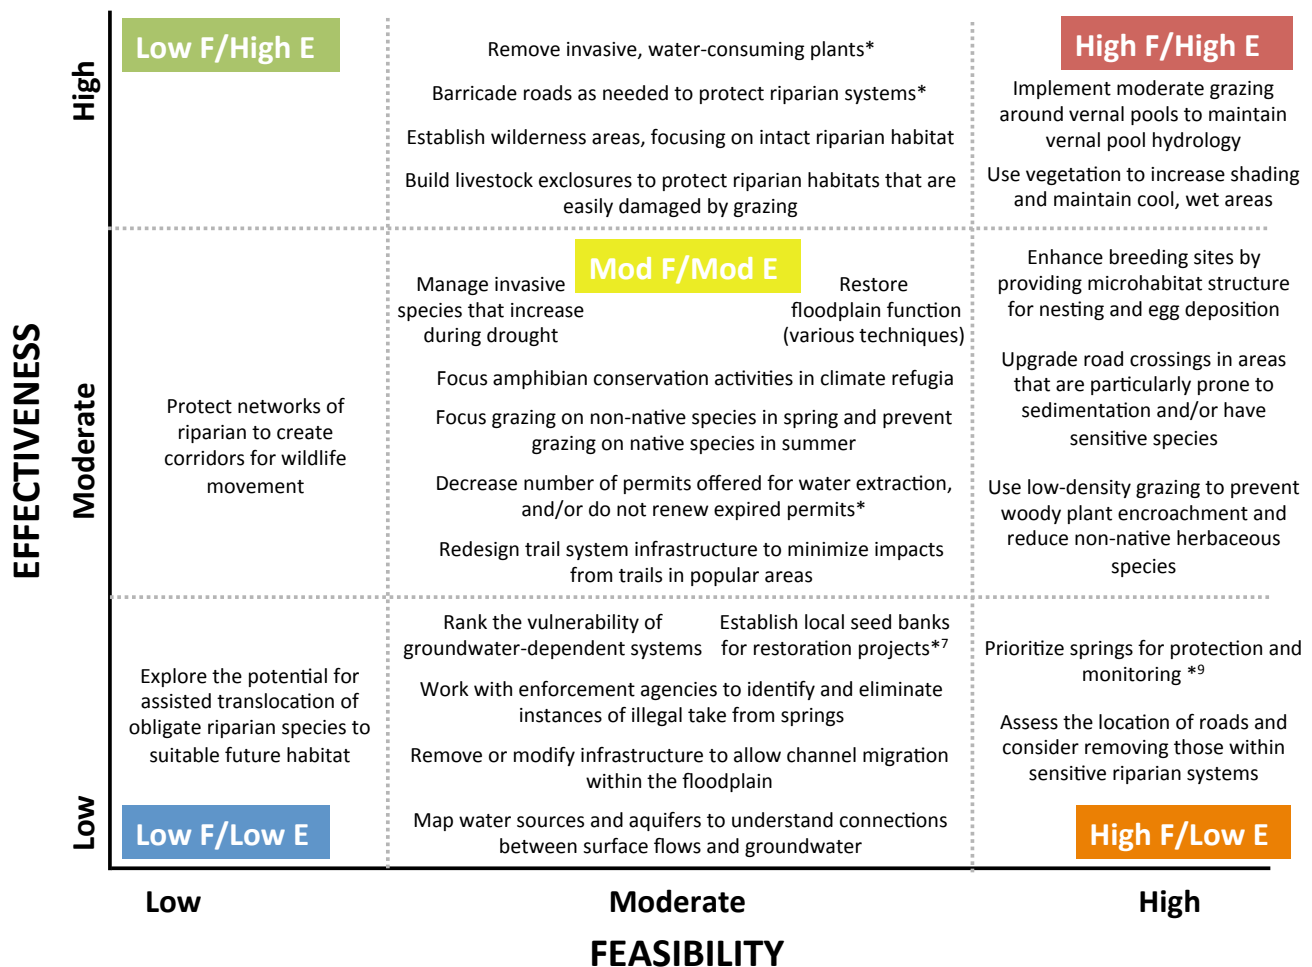 Low F/High E
Remove invasive, water-consuming plants*
Barricade roads as needed to protect riparian systems*
Establish wilderness areas, focusing on intact riparian habitat
Build livestock exclosures to protect riparian habitats that are
easily damaged by grazing
High F/High E
Implement moderate grazing
around vernal pools to maintain
vernal pool hydrology
Use vegetation to increase shading
and maintain cool, wet areas
High
Protect networks of
riparian to create
corridors for wildlife
movement
Mod F/Mod E
Manage invasive
species that increase
during drought
Restore
floodplain function
(various techniques)
Focus amphibian conservation activities in climate refugia
Focus grazing on non-native species in spring and prevent
grazing on native species in summer
Decrease number of permits offered for water extraction,
and/or do not renew expired permits*
Redesign trail system infrastructure to minimize impacts
from trails in popular areas
Enhance breeding sites by
providing microhabitat structure
for nesting and egg deposition
Upgrade road crossings in areas
that are particularly prone to
sedimentation and/or have
sensitive species
Use low-density grazing to prevent
woody plant encroachment and
reduce non-native herbaceous
species
EFFECTIVENESS
Moderate
Explore the potential for
assisted translocation of
obligate riparian species to
suitable future habitat
Low F/Low E
Rank the vulnerability of
groundwater-dependent systems
Establish local seed banks
for restoration projects*7
Work with enforcement agencies to identify and eliminate
instances of illegal take from springs
Remove or modify infrastructure to allow channel migration
within the floodplain
Map water sources and aquifers to understand connections
between surface flows and groundwater
Prioritize springs for protection and
monitoring *9
Assess the location of roads and
consider removing those within
sensitive riparian systems
High F/Low E
Low
Low
Moderate
High
FEASIBILITY